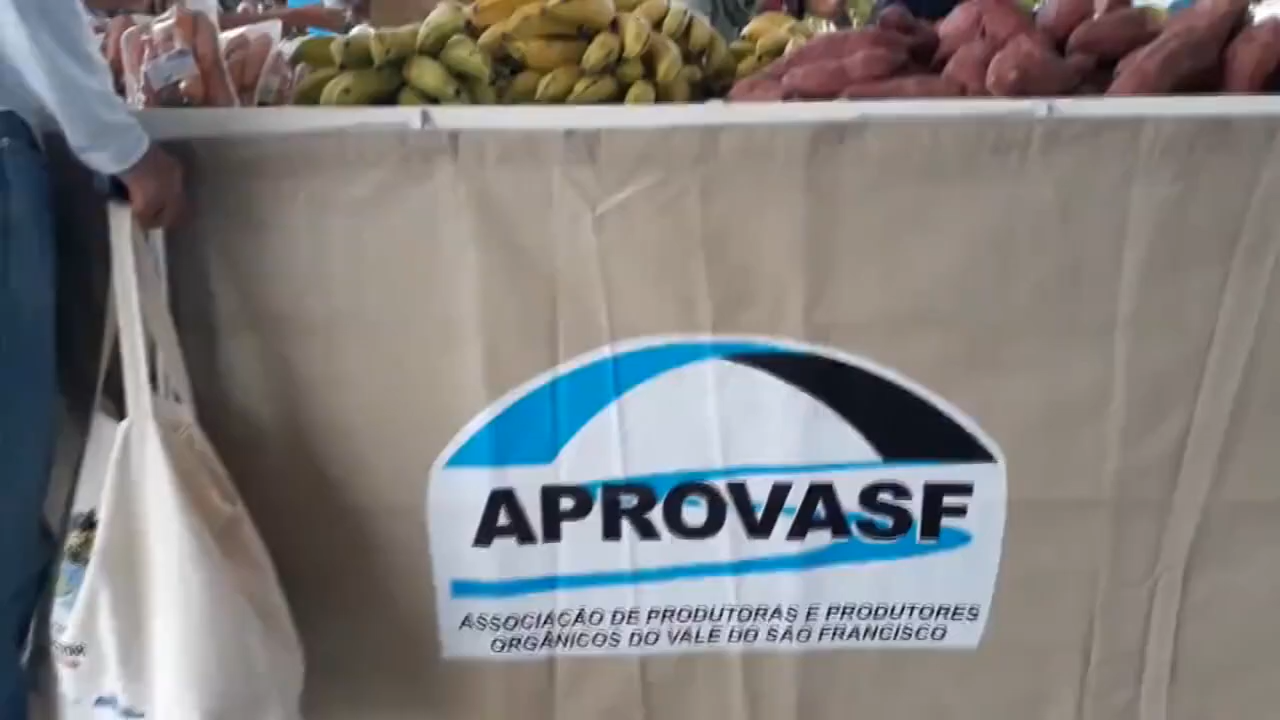 APROVASF
ASSOCIAÇÃO DE PRODUTORAS E PRODUTORES
ORGÂNICOS DO VALE DO SÃO FRANCISCO